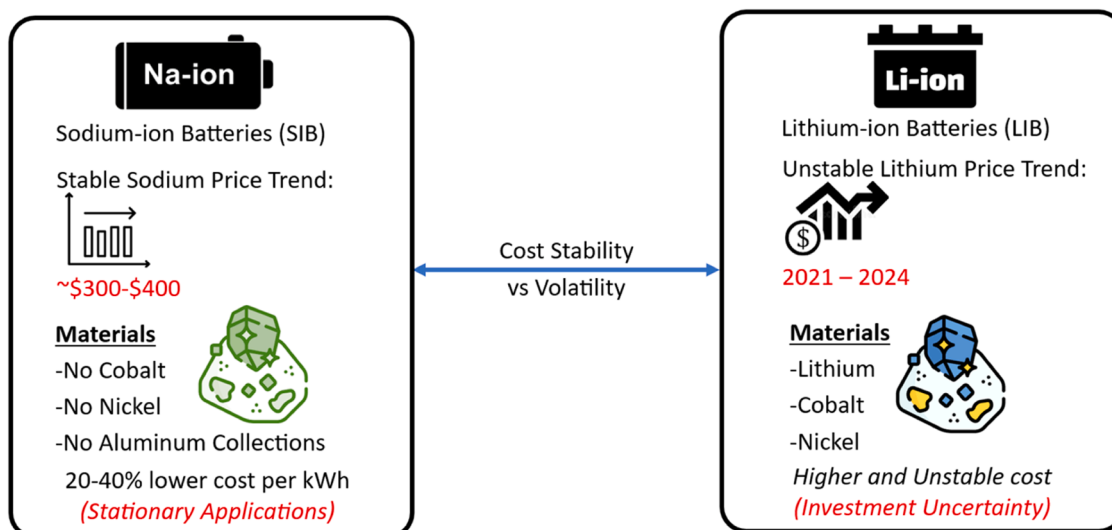 Na-ion
Sodium-ion Batteries (SIB)
Stable Sodium Price Trend:
~$300-$400
Materials
-No Cobalt
-No Nickel
-No Aluminum Collections
20-40% lower cost per kWh
(Stationary Applications)
Cost Stability
vs Volatility
Li-ion
Lithium-ion Batteries (LIB)
Unstable Lithium Price Trend:
$
2021 – 2024
Materials
-Lithium
-Cobalt
-Nickel
Higher and Unstable cost
(Investment Uncertainty)